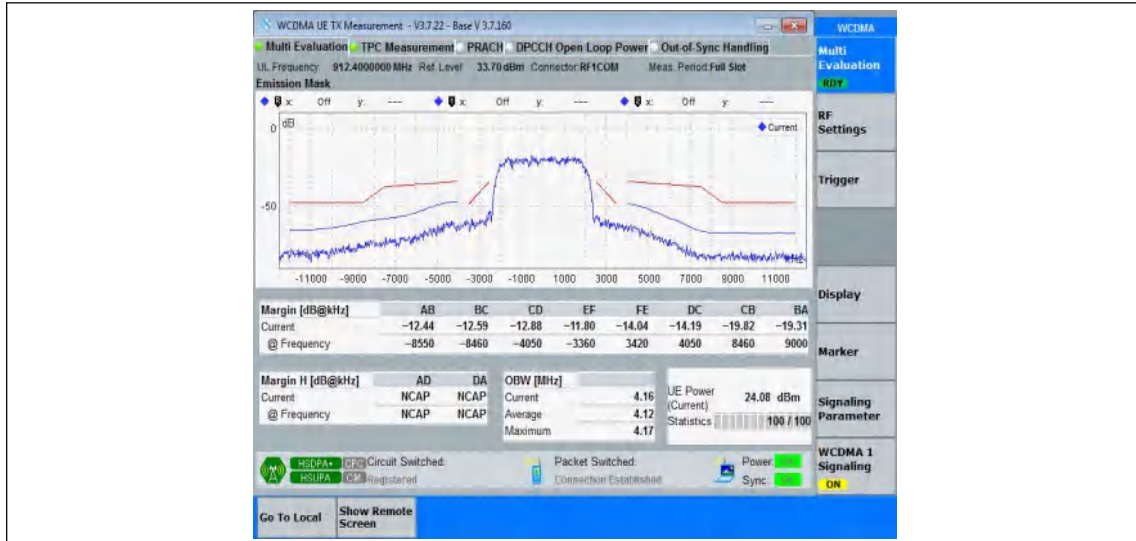 WCDMA UE TX Measurement - V3.7.22 - Base V 3.7.160
WCDMA
Multi Evaluation TPC Measurement PRACH DPCCH Open Loop Power Out-of-Sync Handling
Multi
Evaluation
RDY
UL Frequency: 912.4000000 MHz Ref. Level: 33.70 dBm Connector: RF1COM Meas. Period: Full Slot
Emission Mask
x: Off y: --- x: Off y: --- x: Off y: ---
dB
Current
0
-50
-11000 -9000 -7000 -5000 -3000 -1000 1000 3000 5000 7000 9000 11000
RF
Settings
Trigger
Display
Marker
Signaling
Parameter
WCDMA 1
Signaling
ON
Margin [dB@kHz] AB BC CD EF FE DC CB BA
Current −12.44 −12.59 −12.88 −11.80 −14.04 −14.19 −19.82 −19.31
@ Frequency −8550 −8460 −4050 −3360 3420 4050 8460 9000
Margin H [dB@kHz] AD DA
Current NCAP NCAP
@ Frequency NCAP NCAP
OBW [MHz]
Current 4.16
Average 4.12
Maximum 4.17
UE Power
(Current) 24.08 dBm
Statistics 100 / 100
HSDPA+ CPC Circuit Switched:
HSUPA CM Registered
Packet Switched:
Connection Established
Power:
Sync:
Go To Local
Show Remote
Screen